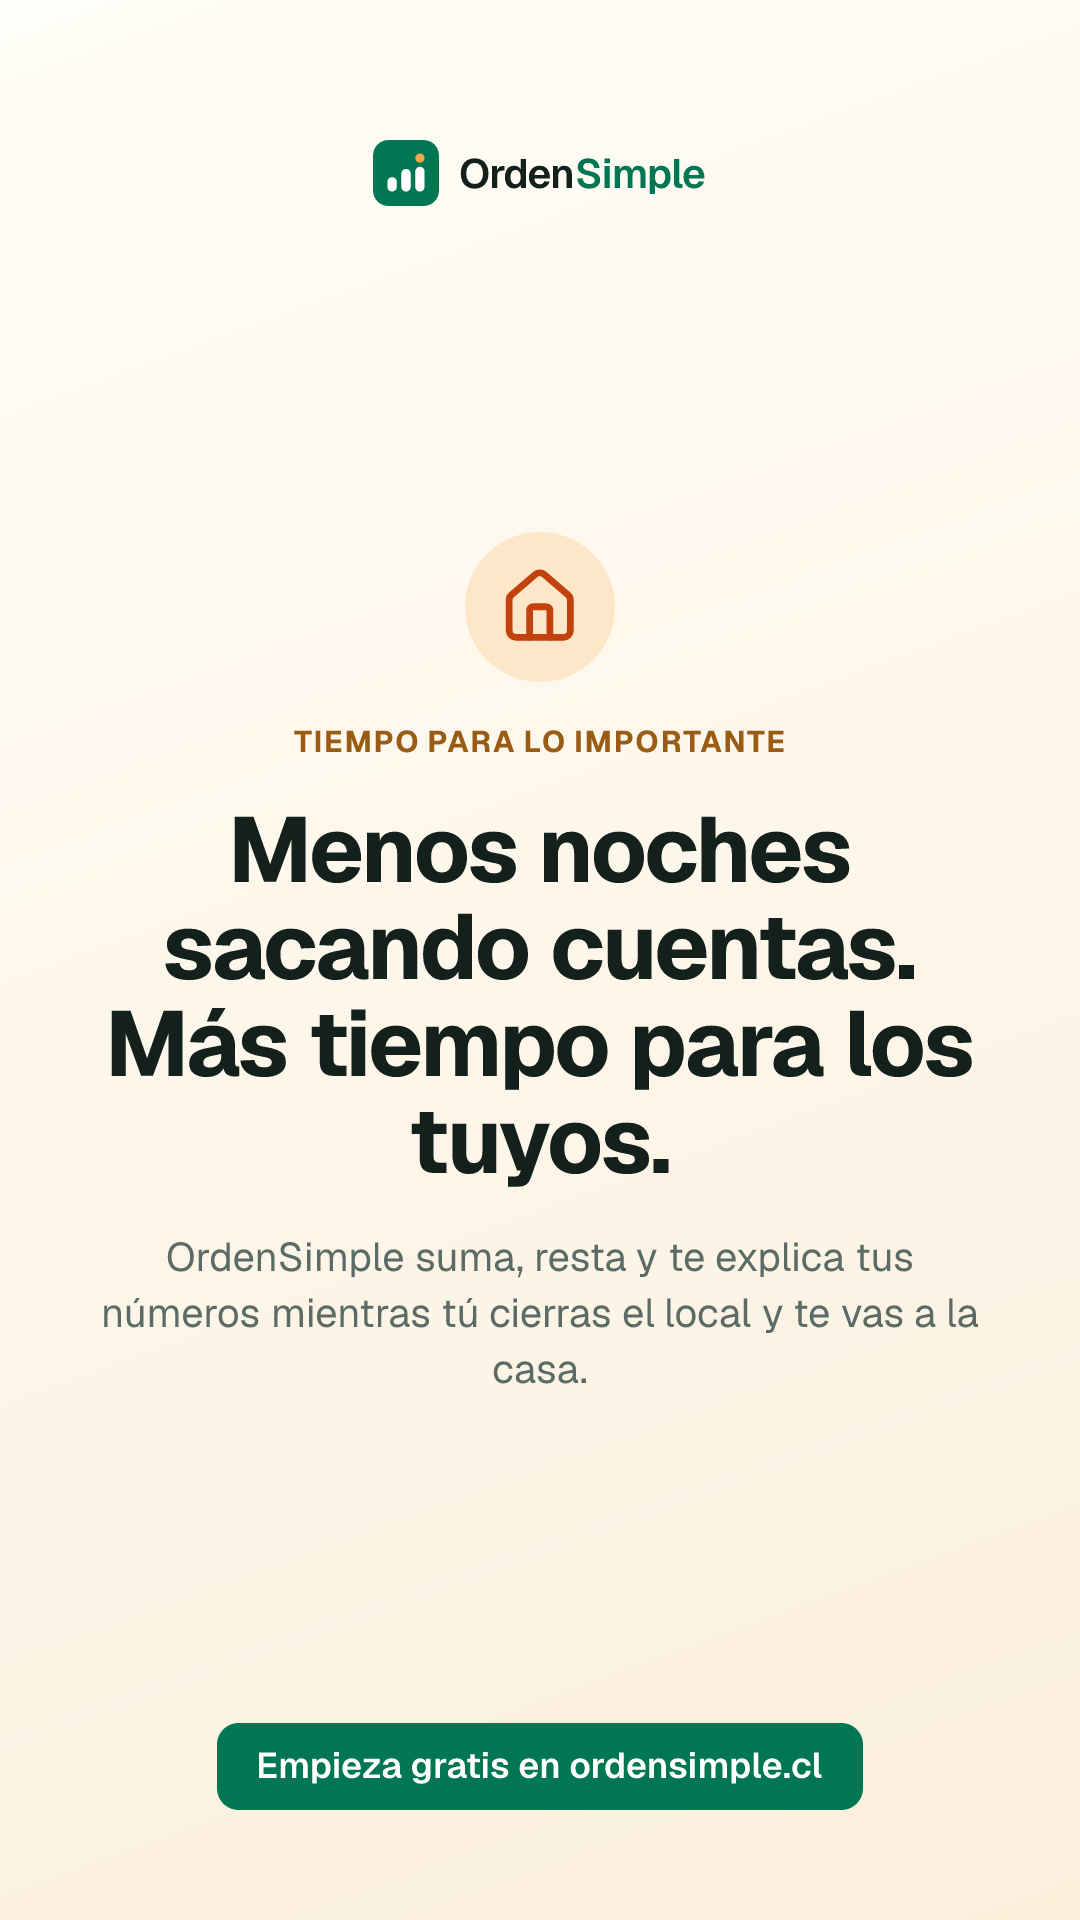 OrdenSimple
TIEMPO PARA LO IMPORTANTE
Menos noches
sacando cuentas.
Más tiempo para los
tuyos.
OrdenSimple suma, resta y te explica tus
números mientras tú cierras el local y te vas a la
casa.
Empieza gratis en ordensimple.cl